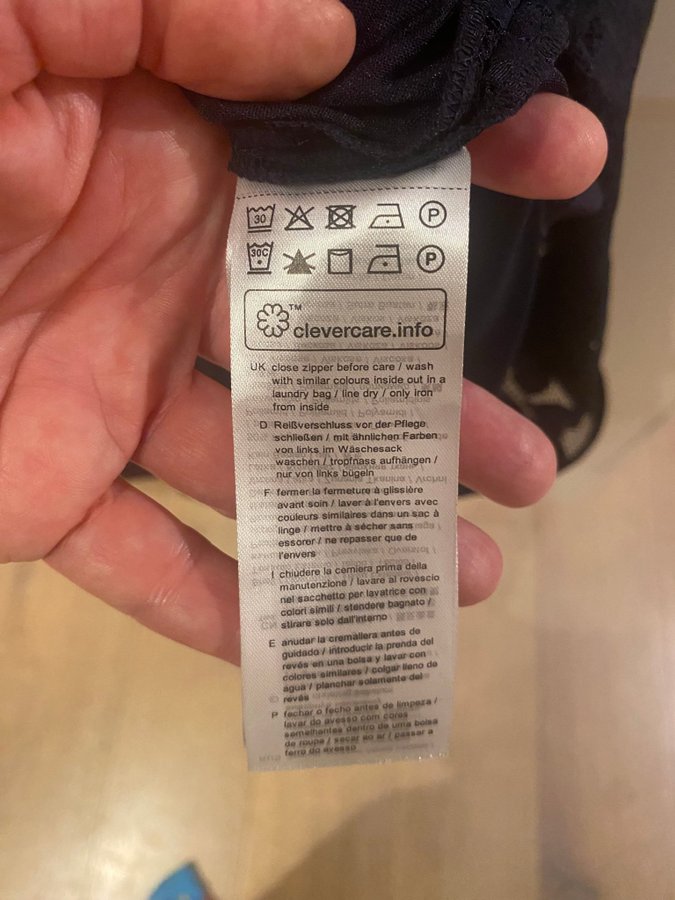 30 P
30C P
TM
clevercare.info
UK close zipper before care / wash
with similar colours inside out in a
laundry bag / line dry / only iron
from inside
D Reißverschluss vor der Pflege
schließen / mit ähnlichen Farben
von links im Wäschesack
waschen / tropfnass aufhängen /
nur von links bügeln
F fermer la fermeture à glissière
avant soin / laver à l'envers avec
couleurs similaires dans un sac à
linge / mettre à sécher sans
essorer / ne repasser que de
l'envers
I chiudere la cerniera prima della
manutenzione / lavare al rovescio
nel sacchetto per lavatrice con
colori simili / stendere bagnato /
stirare solo dall'interno
E anudar la cremallera antes de
guidado / introducir la prenda del
revés en una bolsa y lavar con
colores similares / colgar lleno de
agua / planchar solamente del
revés
P fechar o fecho antes de limpeza /
lavar do avesso com cores
semelhantes dentro de uma bolsa
de roupa / secar ao ar / passar a
ferro do avesso